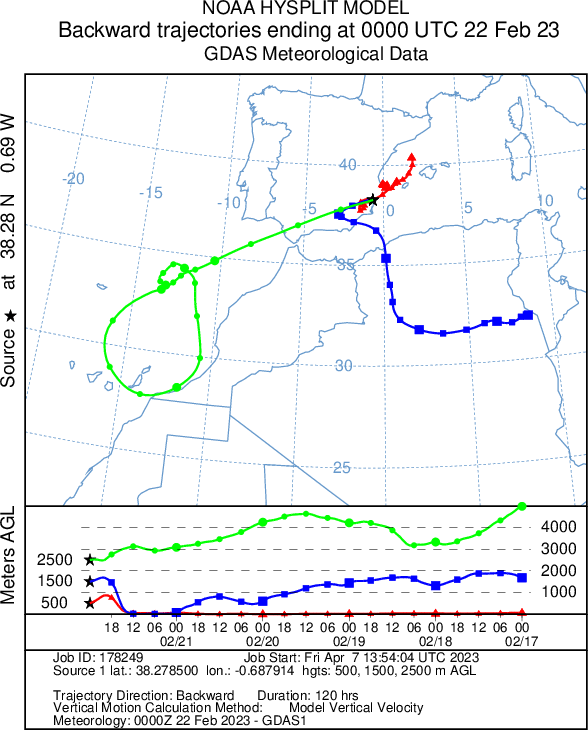 NOAA HYSPLIT MODEL
Backward trajectories ending at 0000 UTC 22 Feb 23
GDAS Meteorological Data
Source ★ at 38.28 N 0.69 W
-20
-15
-10
-5
0
5
10
40
35
30
25
Meters AGL
2500
1500
500
4000
3000
2000
1000
18 12 06 00 18 12 06 00 18 12 06 00 18 12 06 00 18 12 06 00
02/21 02/20 02/19 02/18 02/17
Job ID: 178249 Job Start: Fri Apr 7 13:54:04 UTC 2023
Source 1 lat.: 38.278500 lon.: -0.687914 hgts: 500, 1500, 2500 m AGL
Trajectory Direction: Backward Duration: 120 hrs
Vertical Motion Calculation Method: Model Vertical Velocity
Meteorology: 0000Z 22 Feb 2023 - GDAS1